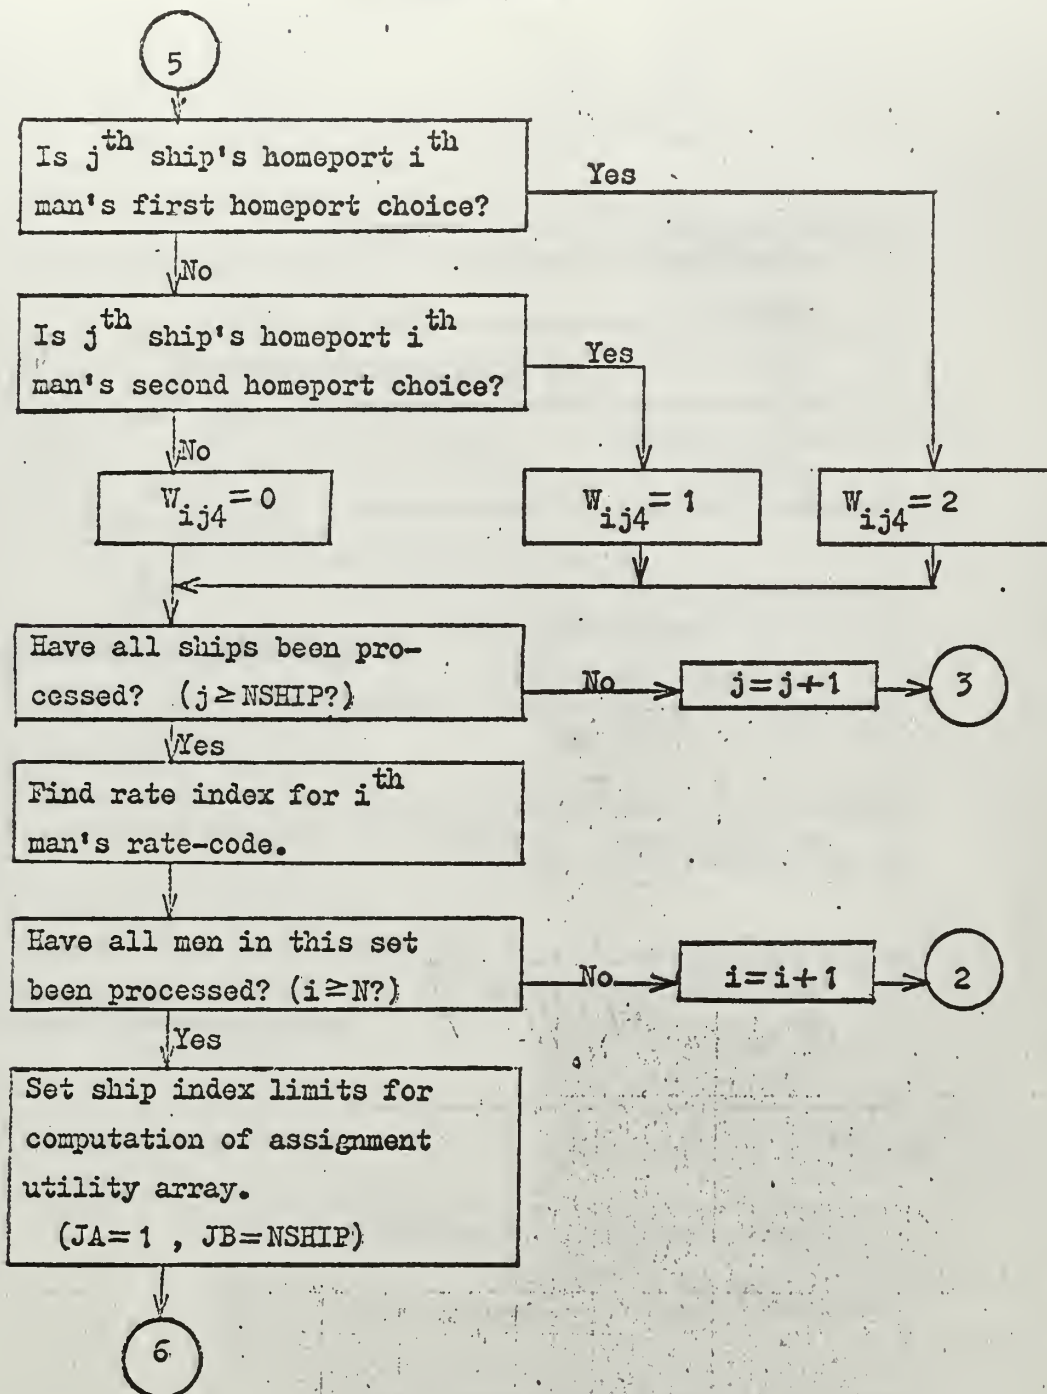 5
Is j^th ship's homeport i^th
man's first homeport choice?
Yes
No
Is j^th ship's homeport i^th
man's second homeport choice?
Yes
No
W_ij4 = 0
W_ij4 = 1
W_ij4 = 2
Have all ships been pro-
cessed? (j≥NSHIP?)
No
j=j+1
3
Yes
Find rate index for i^th
man's rate-code.
Have all men in this set
been processed? (i≥N?)
No
i=i+1
2
Yes
Set ship index limits for
computation of assignment
utility array.
(JA=1 , JB=NSHIP)
6